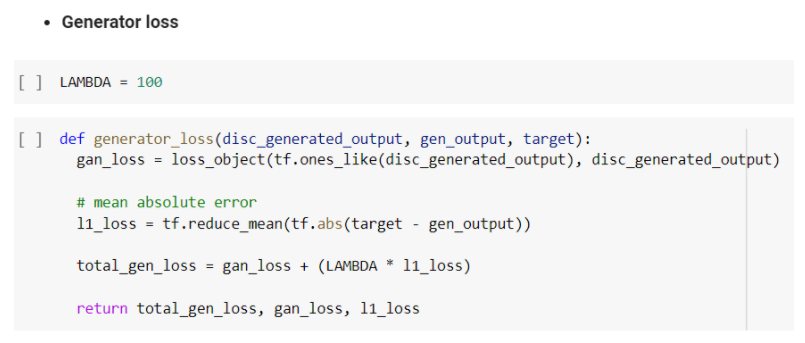 • Generator loss
[ ] LAMBDA = 100
[ ] def generator_loss(disc_generated_output, gen_output, target):
gan_loss = loss_object(tf.ones_like(disc_generated_output), disc_generated_output)
# mean absolute error
l1_loss = tf.reduce_mean(tf.abs(target - gen_output))
total_gen_loss = gan_loss + (LAMBDA * l1_loss)
return total_gen_loss, gan_loss, l1_loss